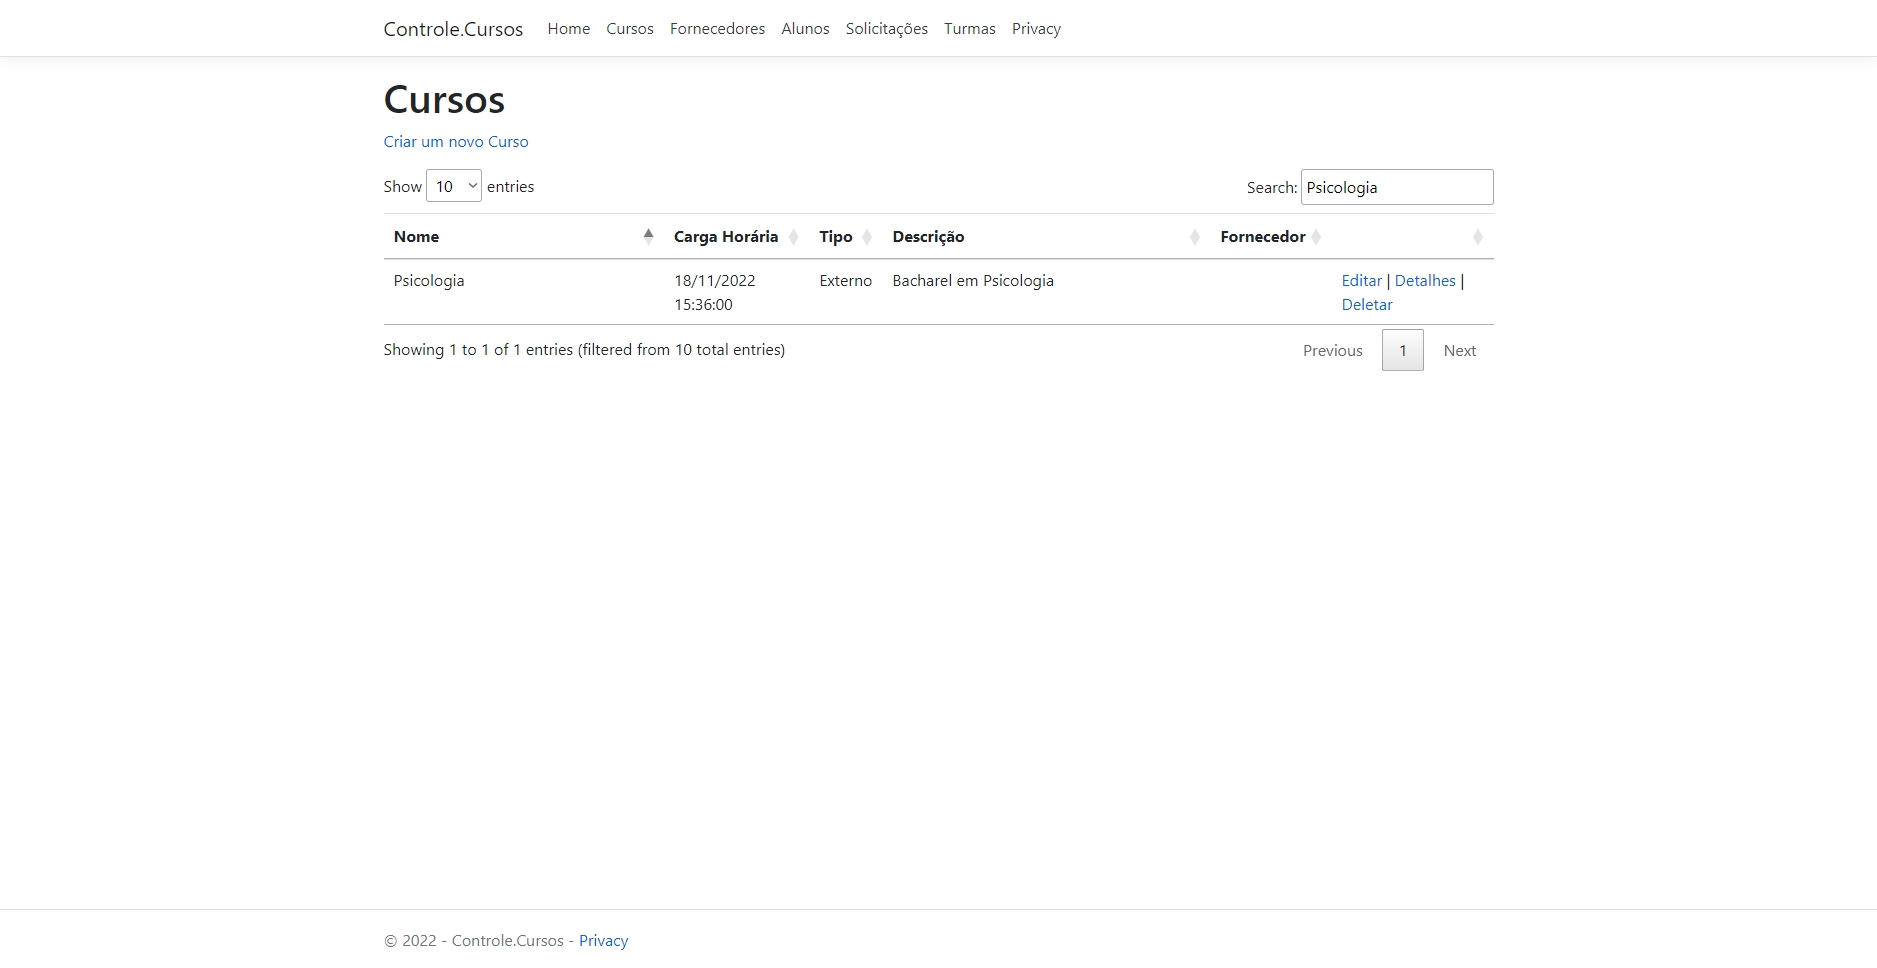 Controle.Cursos Home Cursos Fornecedores Alunos Solicitações Turmas Privacy
Cursos
Criar um novo Curso
Show 10 entries Search: Psicologia
Nome Carga Horária Tipo Descrição Fornecedor
Psicologia 18/11/2022 Externo Bacharel em Psicologia Editar | Detalhes |
15:36:00 Deletar
Showing 1 to 1 of 1 entries (filtered from 10 total entries) Previous 1 Next
© 2022 - Controle.Cursos - Privacy